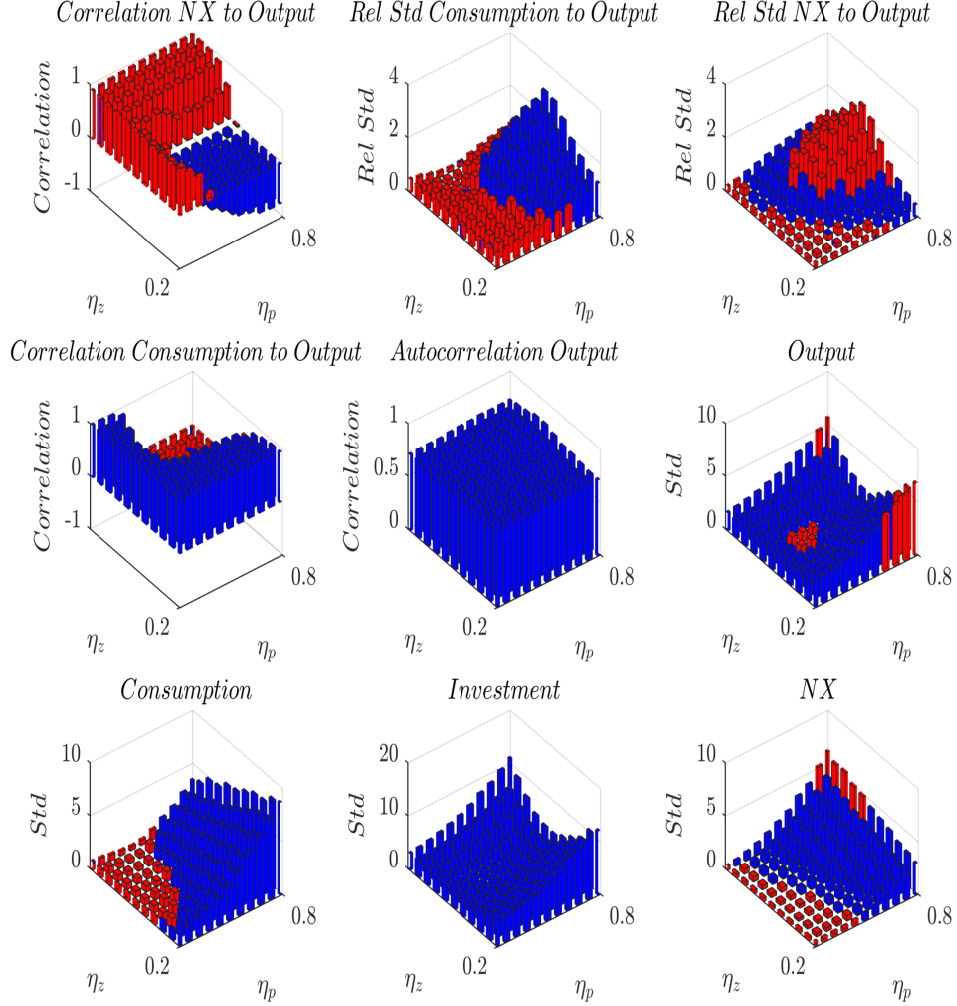 Correlation NX to Output
Rel Std Consumption to Output
Rel Std NX to Output
Correlation
1
0
-1
0.2
0.8
η_z
η_p
Rel Std
4
2
0
0.2
0.8
η_z
η_p
Rel Std
4
2
0
0.2
0.8
η_z
η_p
Correlation Consumption to Output
Autocorrelation Output
Output
Correlation
1
0
-1
0.2
0.8
η_z
η_p
Correlation
1
0.5
0
0.2
0.8
η_z
η_p
Std
10
5
0
0.2
0.8
η_z
η_p
Consumption
Investment
NX
Std
10
5
0
0.2
0.8
η_z
η_p
Std
20
10
0
0.2
0.8
η_z
η_p
Std
10
5
0
0.2
0.8
η_z
η_p